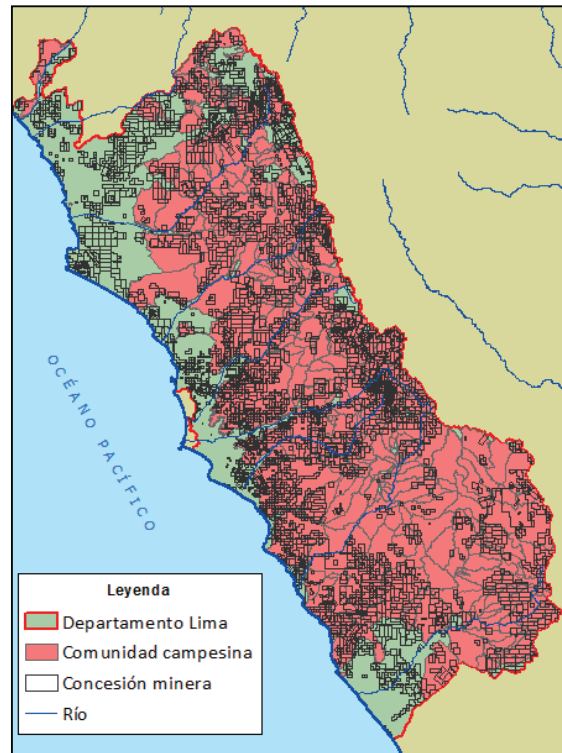 OCÉANO PACÍFICO
Leyenda
Departamento Lima
Comunidad campesina
Concesión minera
Río